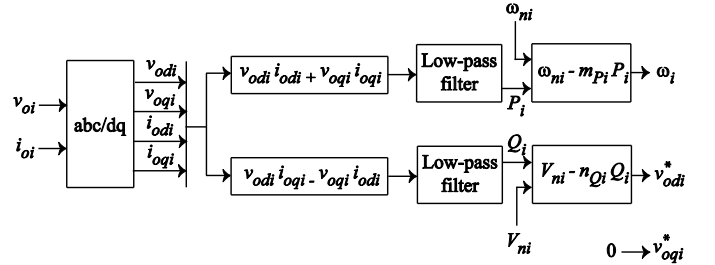 ω_ni
v_odi
v_oqi
i_odi
i_oqi
v_oi
i_oi
abc/dq
v_odi i_odi + v_oqi i_oqi
Low-pass
filter
P_i
ω_ni - m_Pi P_i
ω_i
v_odi i_oqi - v_oqi i_odi
Low-pass
filter
Q_i
V_ni
V_ni - n_Qi Q_i
v*_odi
0
v*_oqi